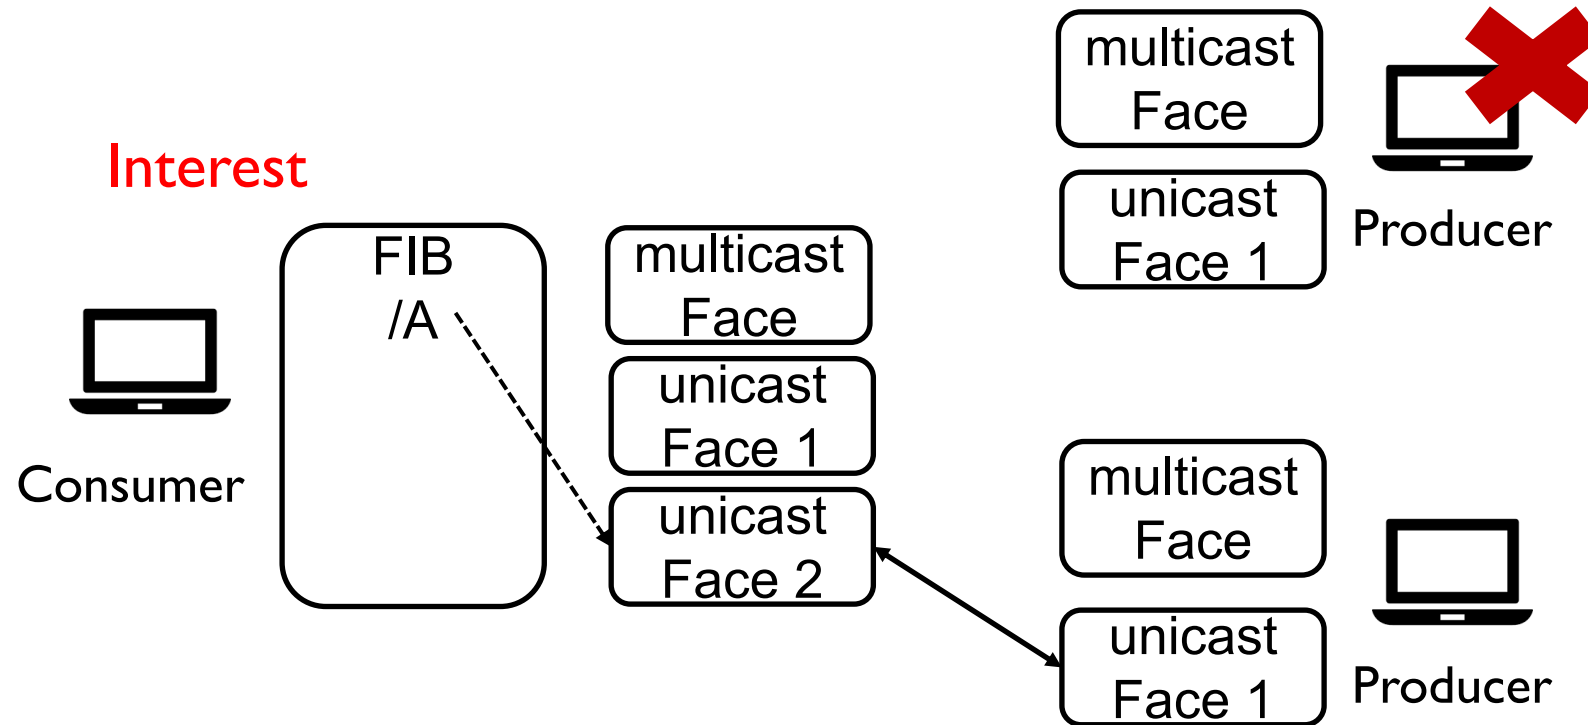 Interest
Consumer
FIB
/A
multicast
Face
unicast
Face 1
unicast
Face 2
multicast
Face
unicast
Face 1
Producer
multicast
Face
unicast
Face 1
Producer